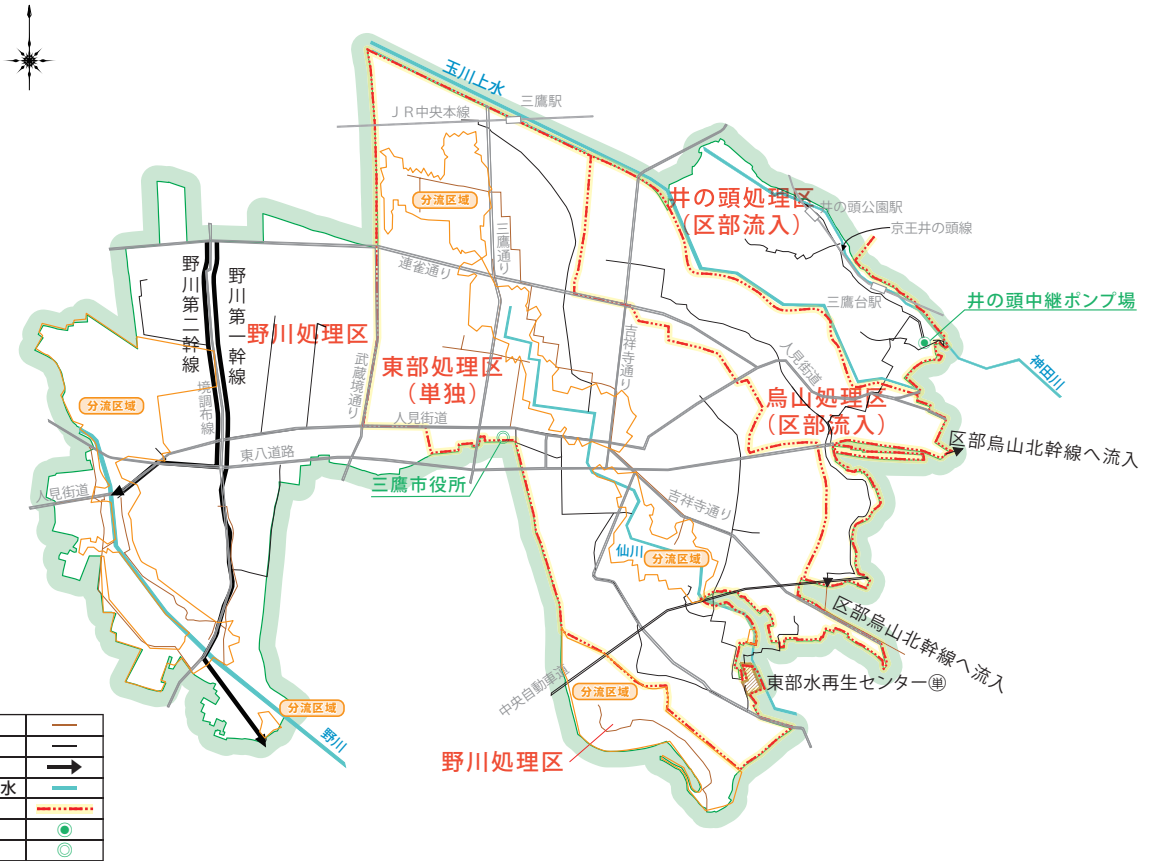 玉川上水
三鷹駅
ＪＲ中央本線
分流区域
井の頭処理区
（区部流入）
井の頭公園駅
京王井の頭線
三鷹通り
連雀通り
野川第二幹線
野川第一幹線
三鷹台駅
井の頭中継ポンプ場
野川処理区
吉祥寺通り
武蔵境通り
東部処理区
（単独）
人見街道
神田川
境調布線
分流区域
烏山処理区
（区部流入）
人見街道
東八道路
区部烏山北幹線へ流入
三鷹市役所
人見街道
吉祥寺通り
仙川
分流区域
区部烏山北幹線へ流入
東部水再生センター㊥
中央自動車道
分流区域
分流区域
野川
野川処理区
水